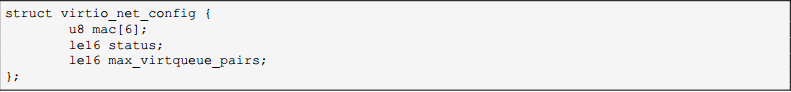 struct virtio_net_config {
u8 mac[6];
le16 status;
le16 max_virtqueue_pairs;
};